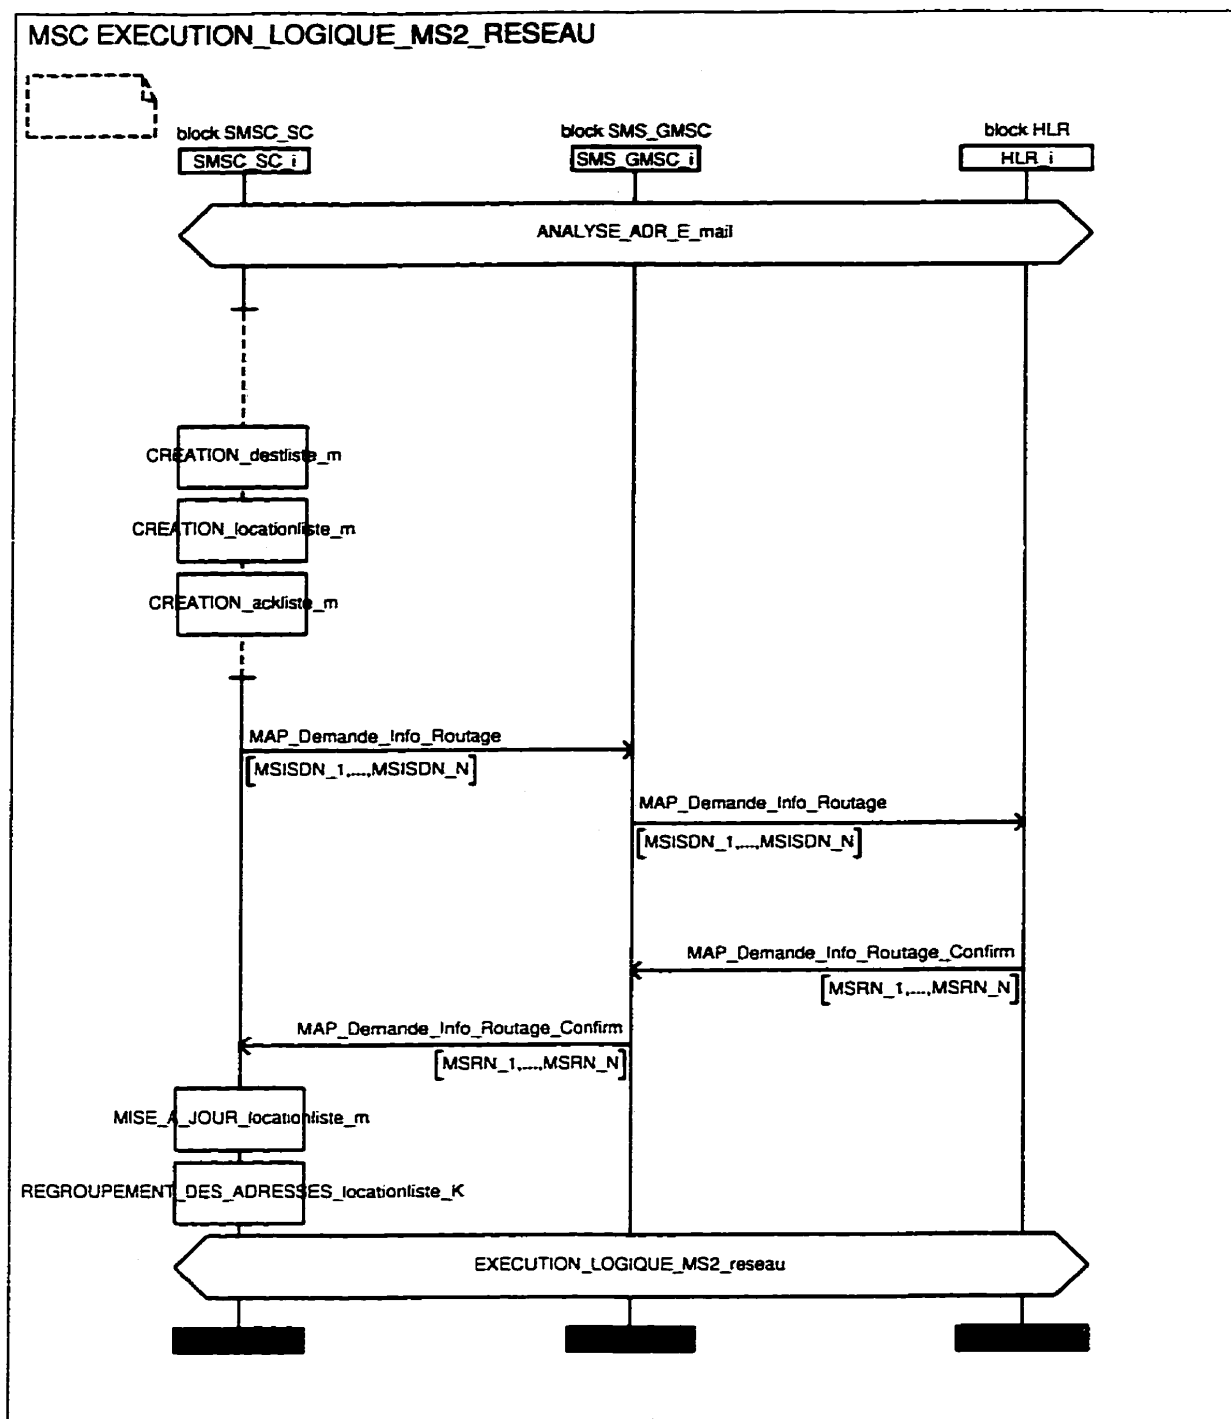 MSC EXECUTION_LOGIQUE_MS2_RESEAU
block SMSC_SC
block SMS_GMSC
block HLR
SMSC_SC_i
SMS_GMSC_i
HLR_i
ANALYSE_ADR_E_mail
CREATION_destliste_m
CREATION_locationliste_m
CREATION_ackliste_m
MAP_Demande_Info_Routage
[MSISDN_1,...,MSISDN_N]
MAP_Demande_Info_Routage
[MSISDN_1,...,MSISDN_N]
MAP_Demande_Info_Routage_Confirm
[MSRN_1,...,MSRN_N]
MAP_Demande_Info_Routage_Confirm
[MSRN_1,...,MSRN_N]
MISE_A_JOUR_locationliste_m
REGROUPEMENT_DES_ADRESSES_locationliste_K
EXECUTION_LOGIQUE_MS2_reseau